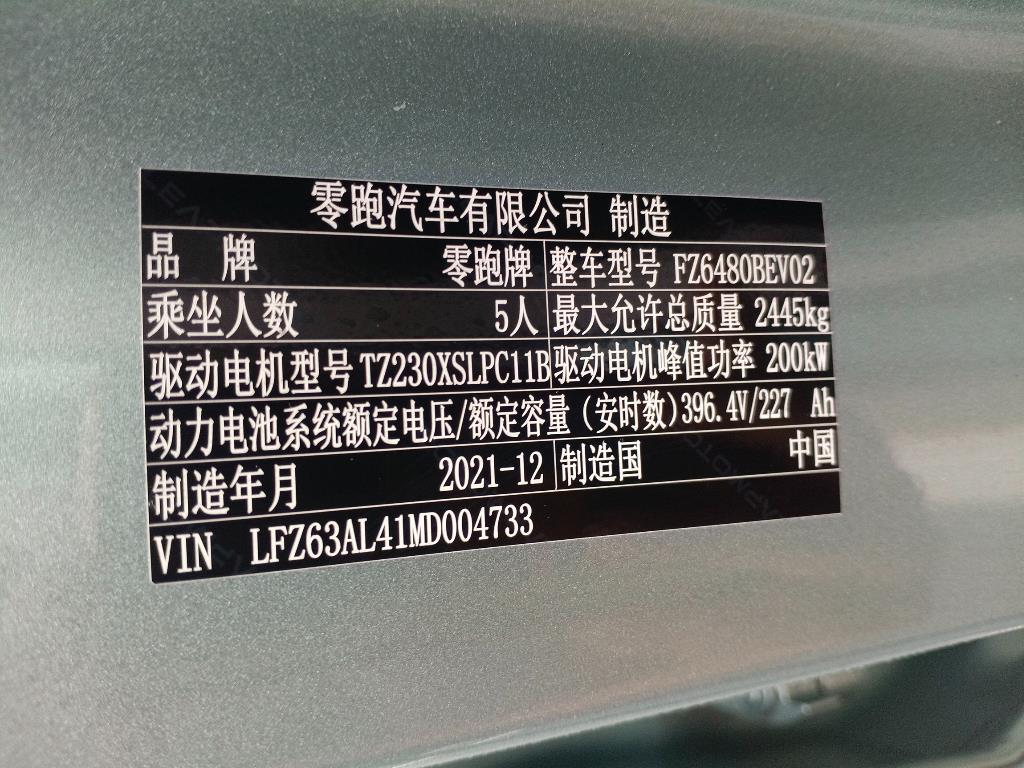 零跑汽车有限公司 制造
品 牌 零跑牌 整车型号 FZ6480BEV02
乘坐人数 5人 最大允许总质量 2445kg
驱动电机型号 TZ230XSLPC11B 驱动电机峰值功率 200kW
动力电池系统额定电压/额定容量(安时数)396.4V/227 Ah
制造年月 2021-12 制造国 中国
VIN LFZ63AL41MD004733